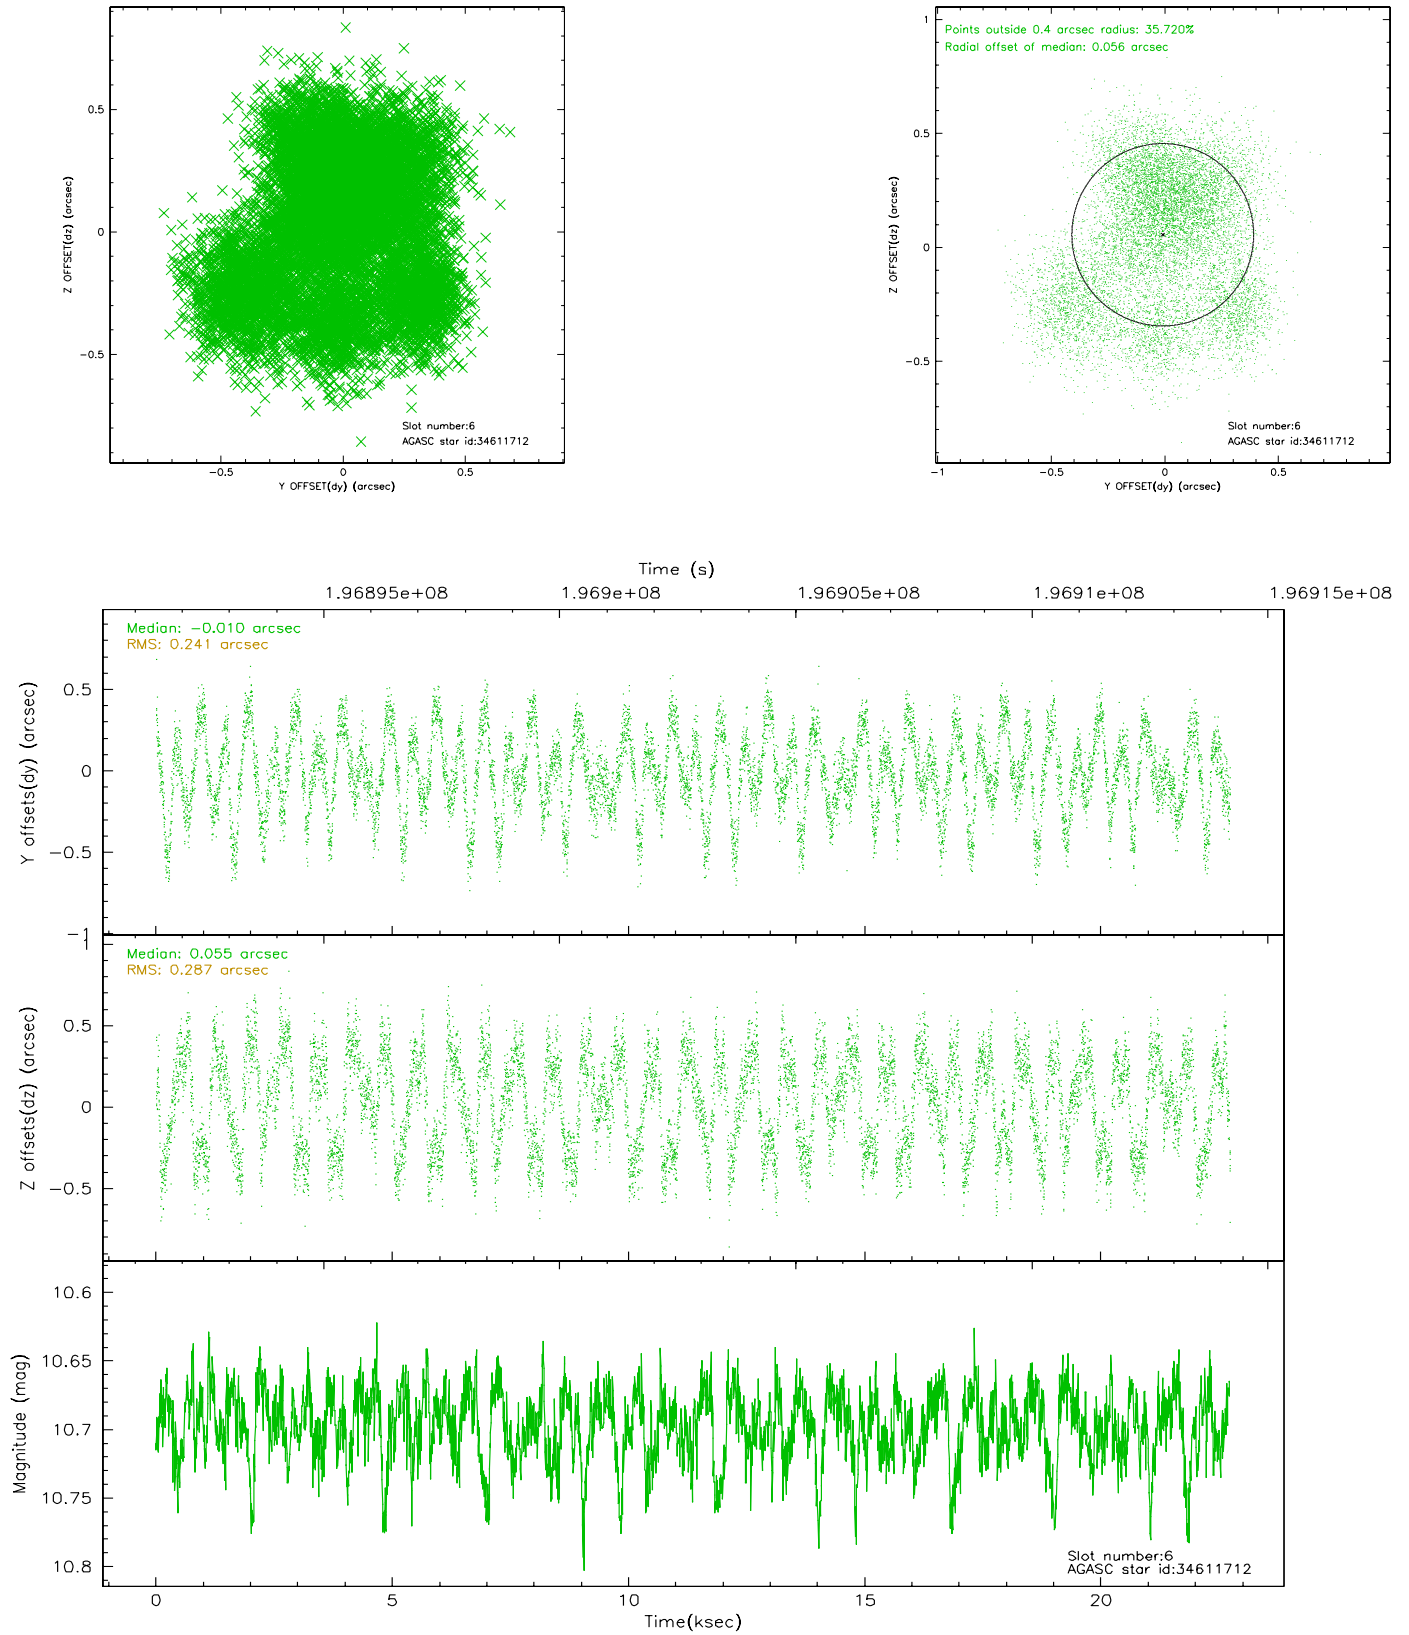 0.5
0
−0.5
Z OFFSET(dz) (arcsec)
−0.5
0
0.5
Y OFFSET(dy) (arcsec)
Slot number:6
AGASC star id:34611712
Points outside 0.4 arcsec radius: 35.720%
Radial offset of median: 0.056 arcsec
1
0.5
0
−0.5
Z OFFSET(dz) (arcsec)
−1
−0.5
0
0.5
Y OFFSET(dy) (arcsec)
Slot number:6
AGASC star id:34611712
Time (s)
1.96895e+08
1.969e+08
1.96905e+08
1.9691e+08
1.96915e+08
Median: −0.010 arcsec
RMS: 0.241 arcsec
0.5
0
−0.5
−1
Y offsets(dy) (arcsec)
Median: 0.055 arcsec
RMS: 0.287 arcsec
1
0.5
0
−0.5
Z offsets(dz) (arcsec)
10.6
10.65
10.7
10.75
10.8
Magnitude (mag)
Slot number:6
AGASC star id:34611712
0
5
10
15
20
Time(ksec)